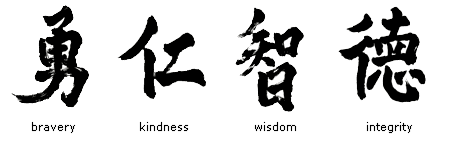 勇 仁 智 德
bravery kindness wisdom integrity